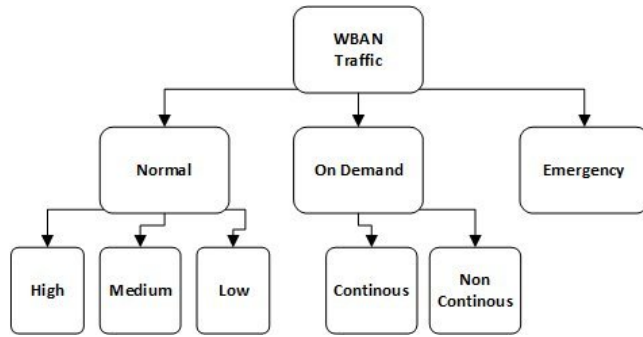 WBAN
Traffic
Normal
On Demand
Emergency
High
Medium
Low
Continous
Non
Continous